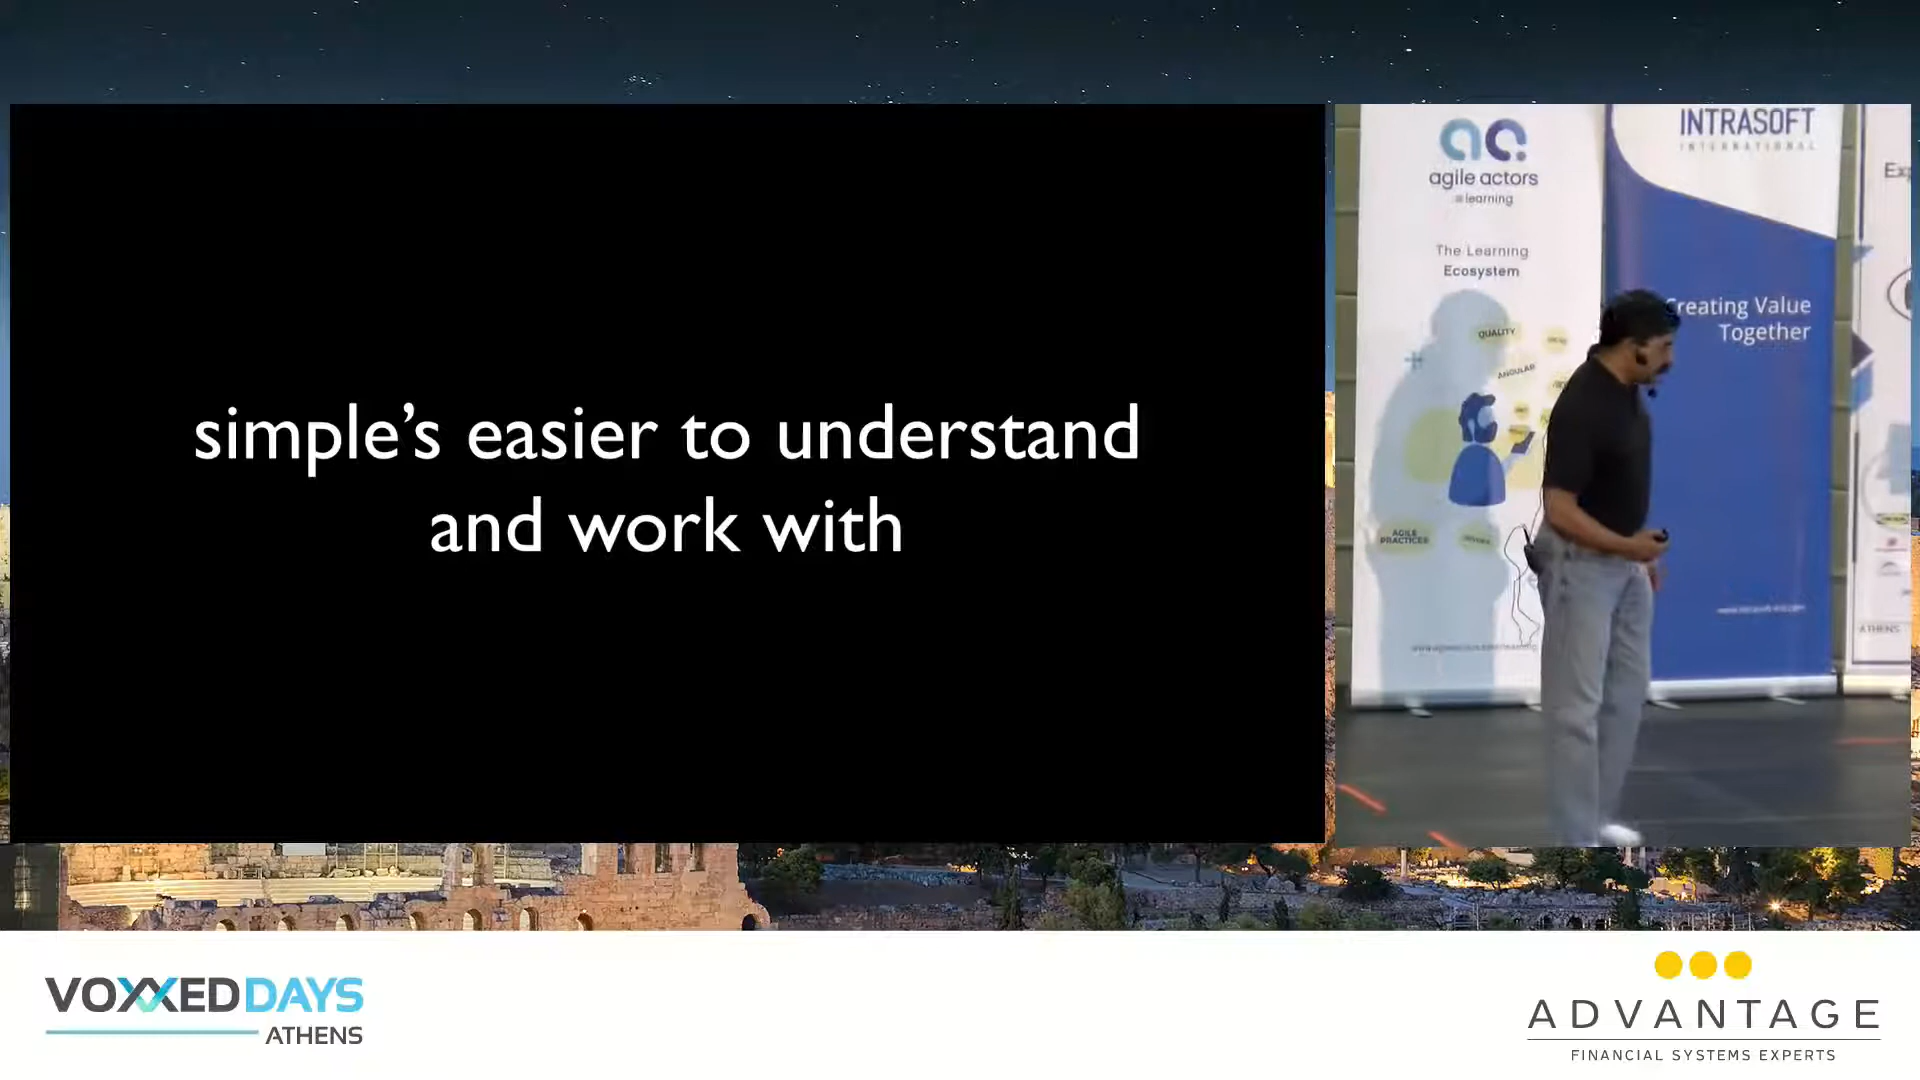 simple's easier to understand
and work with
agile actors
learning
The Learning
Ecosystem
QUALITY
ANGULAR
AGILE
PRACTICES
INTRASOFT
INTERNATIONAL
Creating Value
Together
ATHENS
VOXXED DAYS
ATHENS
ADVANTAGE
FINANCIAL SYSTEMS EXPERTS